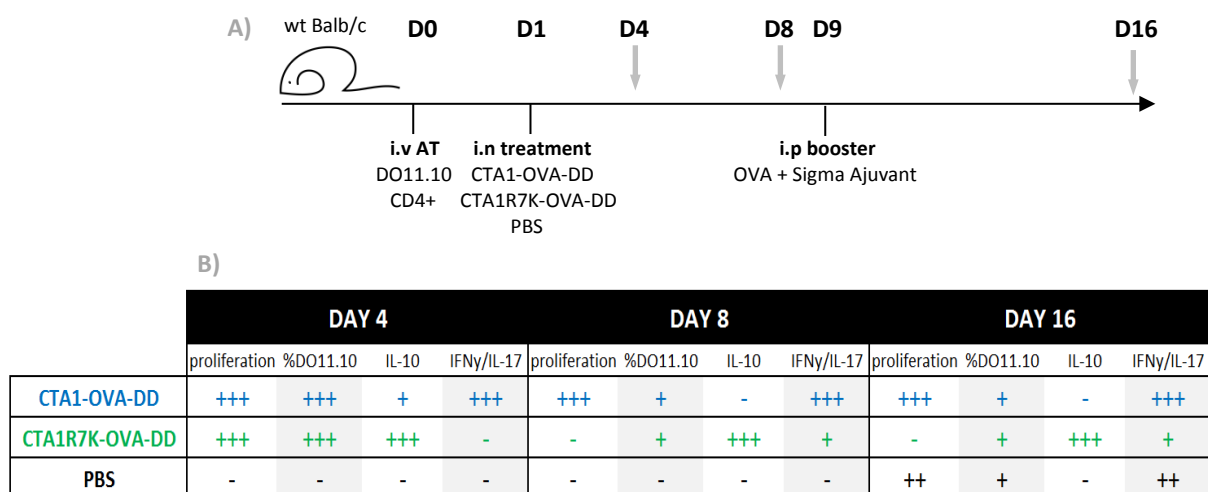 A) wt Balb/c D0 D1 D4 D8 D9 D16
i.v AT i.n treatment i.p booster
DO11.10 CTA1-OVA-DD OVA + Sigma Ajuvant
CD4+ CTA1R7K-OVA-DD
PBS
B)
DAY 4 DAY 8 DAY 16
proliferation %DO11.10 IL-10 IFNy/IL-17 proliferation %DO11.10 IL-10 IFNy/IL-17 proliferation %DO11.10 IL-10 IFNy/IL-17
CTA1-OVA-DD +++ +++ + +++ +++ + - +++ +++ + - +++
CTA1R7K-OVA-DD +++ +++ +++ - - + +++ + - + +++ +
PBS - - - - - - - - ++ + - ++